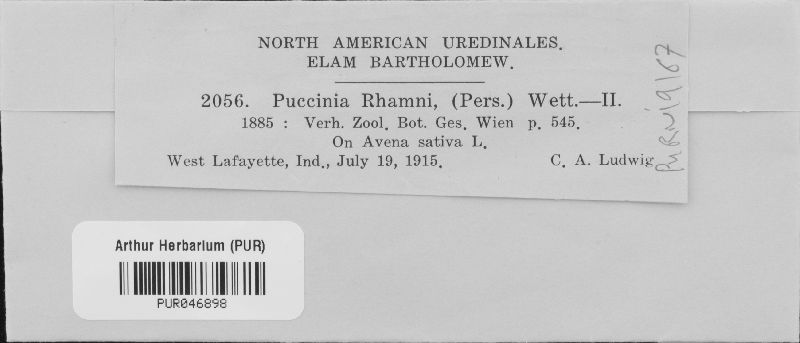 NORTH AMERICAN UREDINALES.
ELAM BARTHOLOMEW.
2056. Puccinia Rhamni, (Pers.) Wett.—II.
1885 : Verh. Zool. Bot. Ges. Wien p. 545.
On Avena sativa L.
West Lafayette, Ind., July 19, 1915. C. A. Ludwig
Arthur Herbarium (PUR)
PUR046898